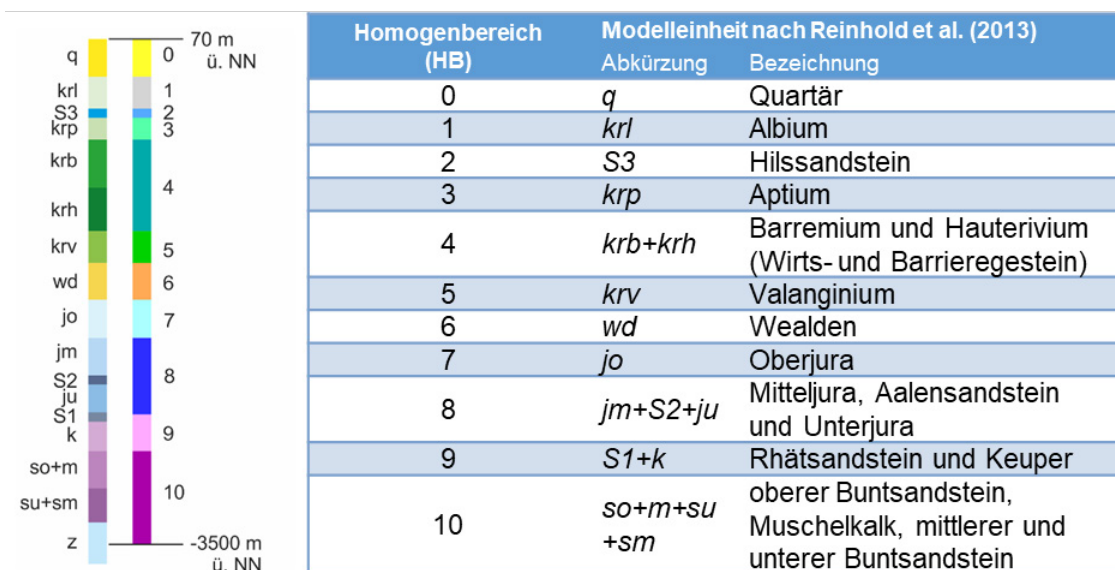 70 m
ü. NN
q
krl
S3
krp
krb
krh
krv
wd
jo
jm
S2
ju
S1
k
so+m
su+sm
z
0
1
2
3
4
5
6
7
8
9
10
-3500 m
ü. NN
Homogenbereich (HB) Modelleinheit nach Reinhold et al. (2013)
Abkürzung Bezeichnung
0 q Quartär
1 krl Albium
2 S3 Hilssandstein
3 krp Aptium
4 krb+krh Barremium und Hauterivium
(Wirts- und Barrieregestein)
5 krv Valanginium
6 wd Wealden
7 jo Oberjura
8 jm+S2+ju Mitteljura, Aalensandstein
und Unterjura
9 S1+k Rhätsandstein und Keuper
10 so+m+su
+sm
oberer Buntsandstein,
Muschelkalk, mittlerer und
unterer Buntsandstein